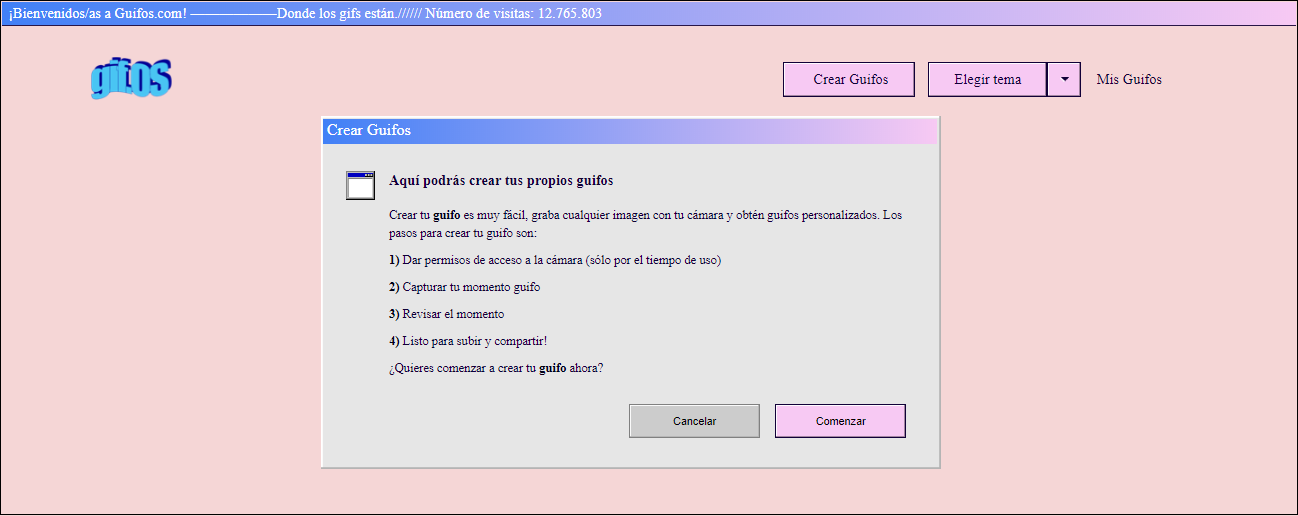 ¡Bienvenidos/as a Guifos.com! ———————Donde los gifs están.////// Número de visitas: 12.765.803
gifos
Crear Guifos
Elegir tema
Mis Guifos
Crear Guifos
Aquí podrás crear tus propios guifos
Crear tu guifo es muy fácil, graba cualquier imagen con tu cámara y obtén guifos personalizados. Los
pasos para crear tu guifo son:
1) Dar permisos de acceso a la cámara (sólo por el tiempo de uso)
2) Capturar tu momento guifo
3) Revisar el momento
4) Listo para subir y compartir!
¿Quieres comenzar a crear tu guifo ahora?
Cancelar
Comenzar